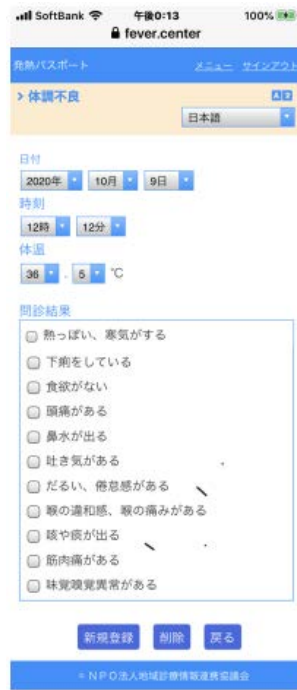 SoftBank 午後0:13 100%
fever.center
発熱パスポート メニュー サインアウト
> 体調不良
日本語
日付
2020年 10月 9日
時刻
12時 12分
体温
36 . 5 ℃
問診結果
熱っぽい、寒気がする
下痢をしている
食欲がない
頭痛がある
鼻水が出る
吐き気がある
だるい、倦怠感がある
喉の違和感、喉の痛みがある
咳や痰が出る
筋肉痛がある
味覚嗅覚異常がある
新規登録 削除 戻る
NPO法人地域診療情報連携協議会